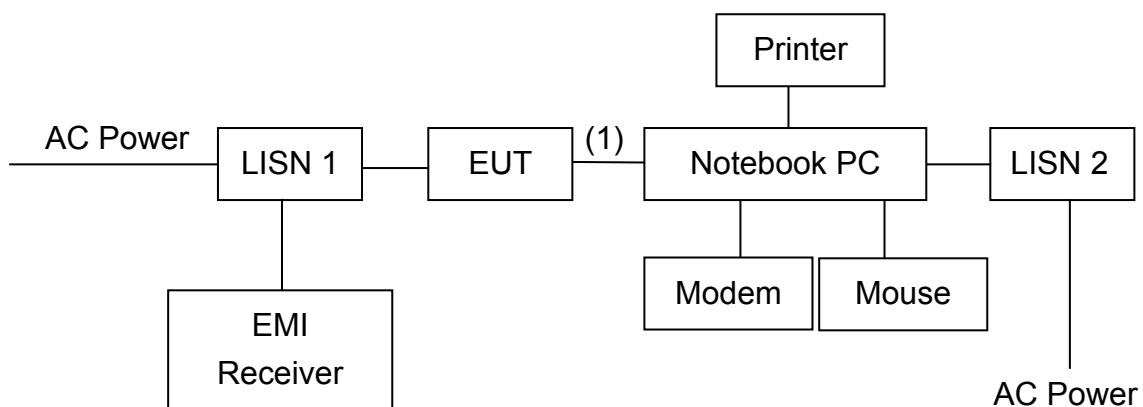 Printer
AC Power
LISN 1
EUT
(1)
Notebook PC
LISN 2
Modem
Mouse
EMI
Receiver
AC Power